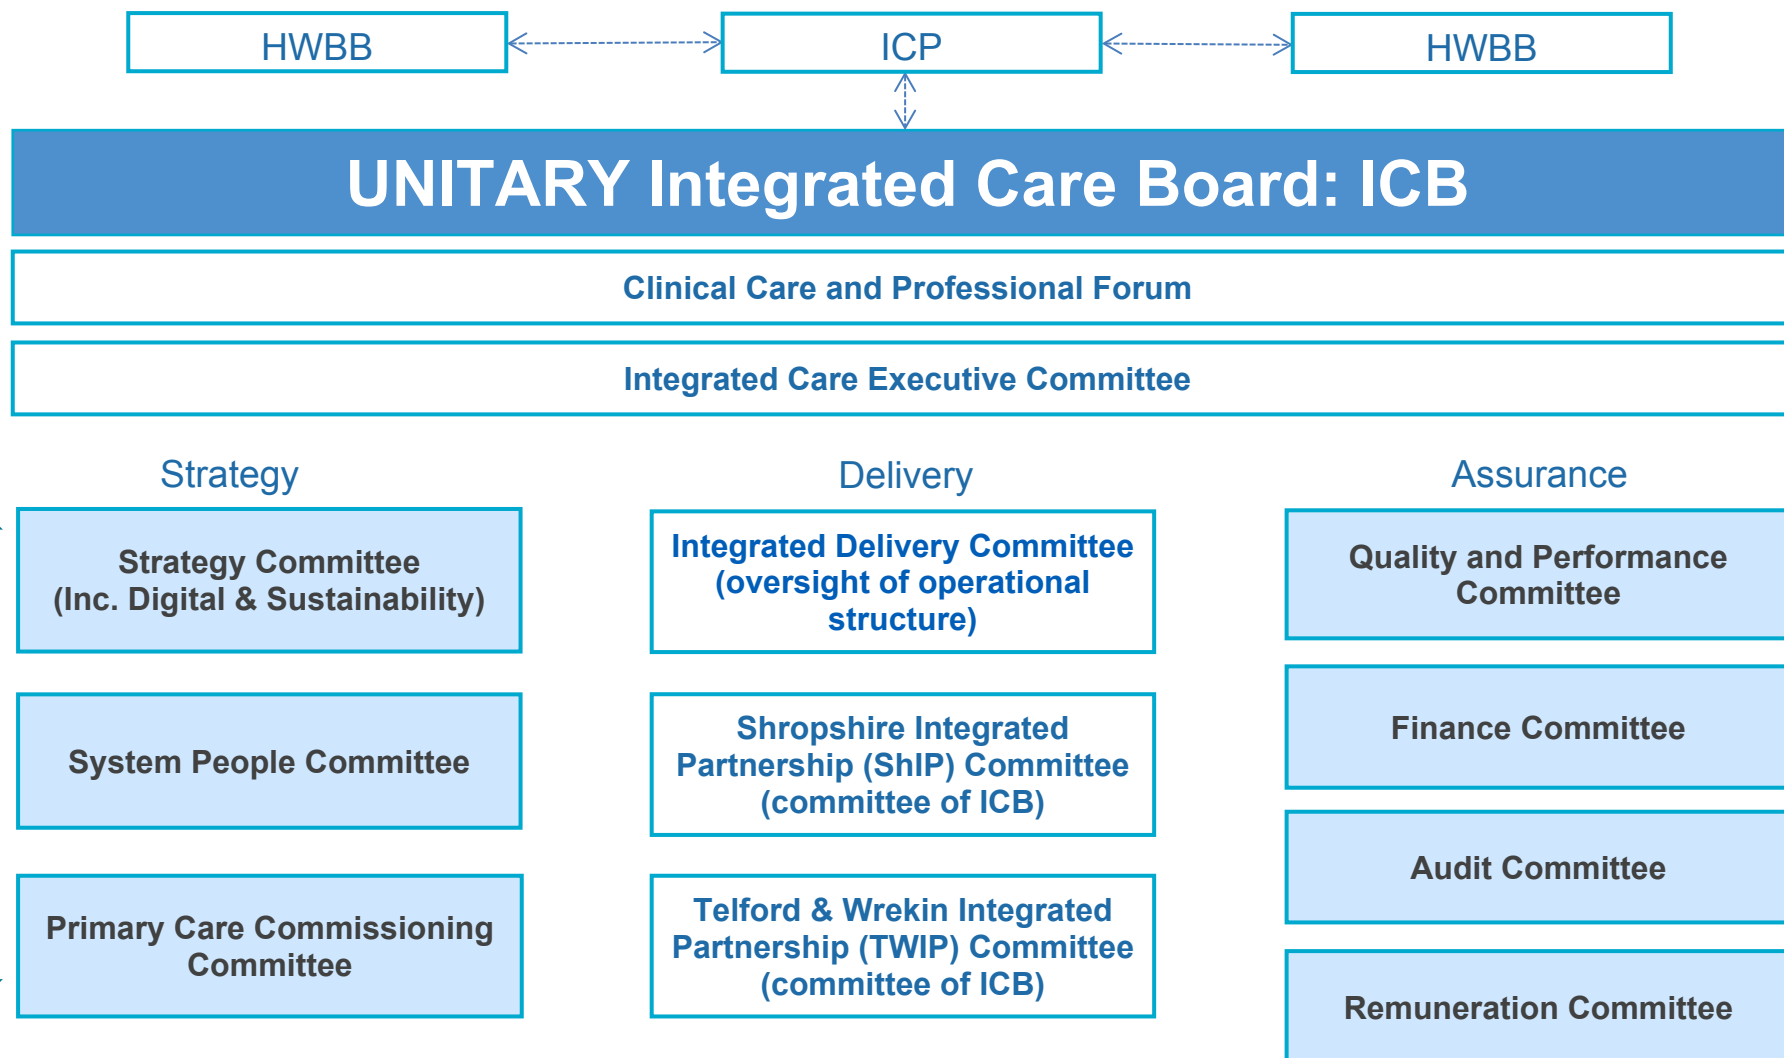 HWBB
ICP
HWBB
UNITARY Integrated Care Board: ICB
Clinical Care and Professional Forum
Integrated Care Executive Committee
Strategy
Strategy Committee
(Inc. Digital & Sustainability)
System People Committee
Primary Care Commissioning
Committee
Delivery
Integrated Delivery Committee
(oversight of operational
structure)
Shropshire Integrated
Partnership (ShIP) Committee
(committee of ICB)
Telford & Wrekin Integrated
Partnership (TWIP) Committee
(committee of ICB)
Assurance
Quality and Performance
Committee
Finance Committee
Audit Committee
Remuneration Committee